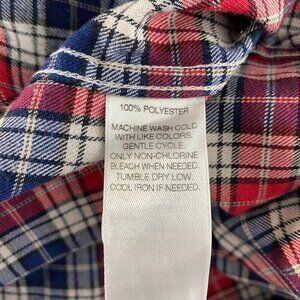 100% POLYESTER
MACHINE WASH COLD
WITH LIKE COLORS,
GENTLE CYCLE.
ONLY NON-CHLORINE
BLEACH WHEN NEEDED.
TUMBLE DRY LOW.
COOL IRON IF NEEDED.